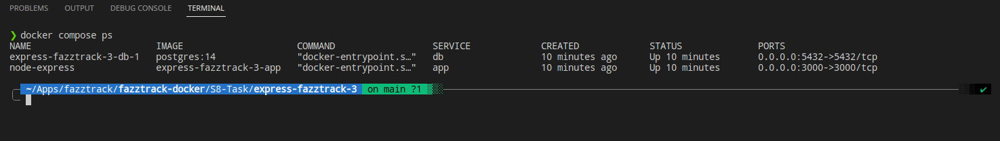 PROBLEMS OUTPUT DEBUG CONSOLE TERMINAL
❯ docker compose ps
NAME IMAGE COMMAND SERVICE CREATED STATUS PORTS
express-fazztrack-3-db-1 postgres:14 "docker-entrypoint.s…" db 10 minutes ago Up 10 minutes 0.0.0.0:5432->5432/tcp
node-express express-fazztrack-3-app "docker-entrypoint.s…" app 10 minutes ago Up 10 minutes 0.0.0.0:3000->3000/tcp
~/Apps/fazztrack/fazztrack-docker/S8-Task/express-fazztrack-3 on main ?1 ✔